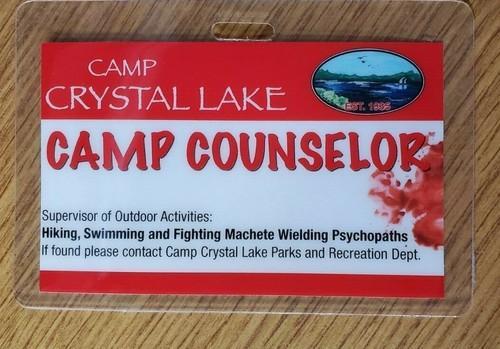 CAMP
CRYSTAL LAKE
EST. 1935
CAMP COUNSELOR
Supervisor of Outdoor Activities:
Hiking, Swimming and Fighting Machete Wielding Psychopaths
If found please contact Camp Crystal Lake Parks and Recreation Dept.